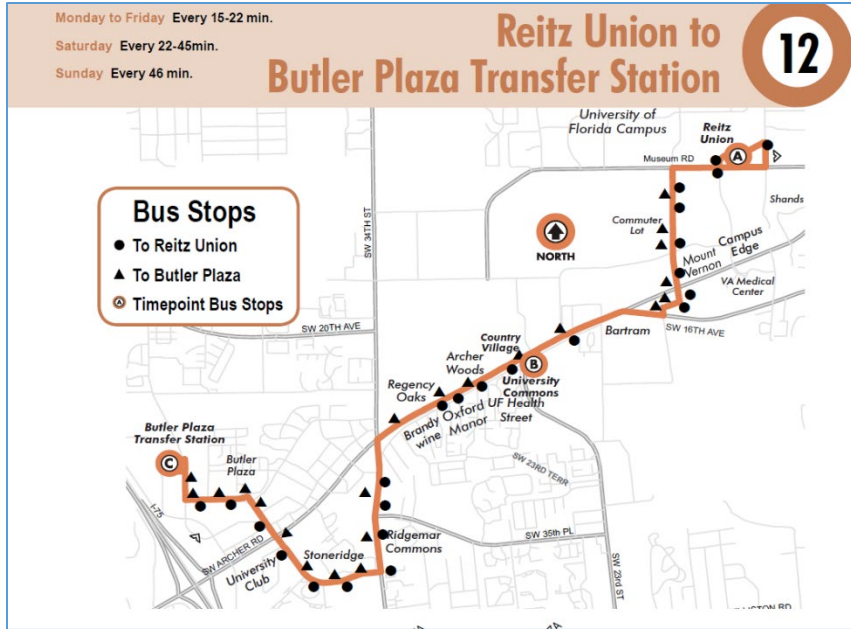 Monday to Friday Every 15-22 min.
Saturday Every 22-45min.
Sunday Every 46 min.
Reitz Union to
Butler Plaza Transfer Station
12
University of
Florida Campus
Reitz
Union
A
Museum RD
Shands
Bus Stops
To Reitz Union
To Butler Plaza
A Timepoint Bus Stops
SW 34TH ST
NORTH
Commuter
Lot
Mount
Vernon
Campus
Edge
VA Medical
Center
SW 20TH AVE
Bartram
SW 16TH AVE
Country
Village
B
University
Commons
Archer
Woods
Regency
Oaks
Brandy
wine
Oxford
Manor
UF Health
Street
Butler Plaza
Transfer Station
C
Butler
Plaza
SW 23RD TERR
I-75
SW ARCHER RD
University
Club
Stoneridge
Ridgemar
Commons
SW 35th PL
SW 23RD ST